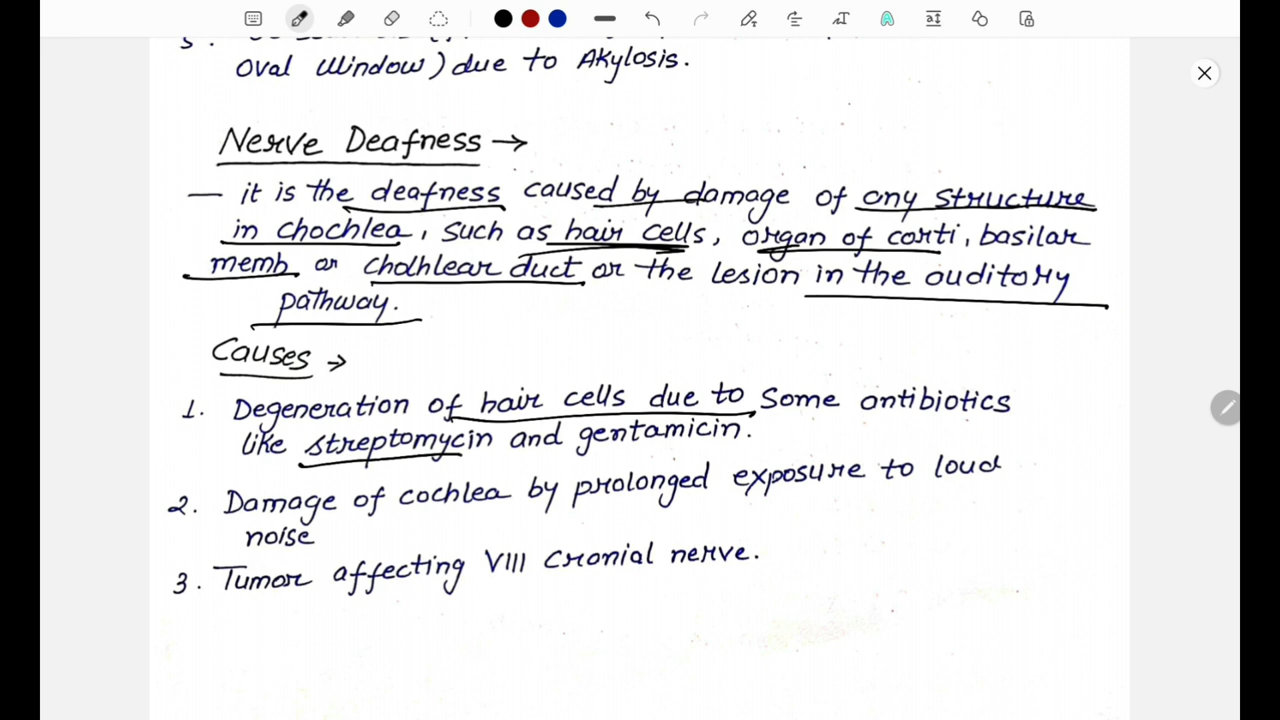 5.
oval window) due to Akylosis.
Nerve Deafness →
— it is the deafness caused by damage of any structure
in chochlea, such as hair cells, organ of corti, basilar
memb or cholhlear duct or the lesion in the auditory
pathway.
Causes →
1. Degeneration of hair cells due to some antibiotics
like streptomycin and gentamicin.
2. Damage of cochlea by prolonged exposure to loud
noise
3. Tumor affecting VIII Cronial nerve.